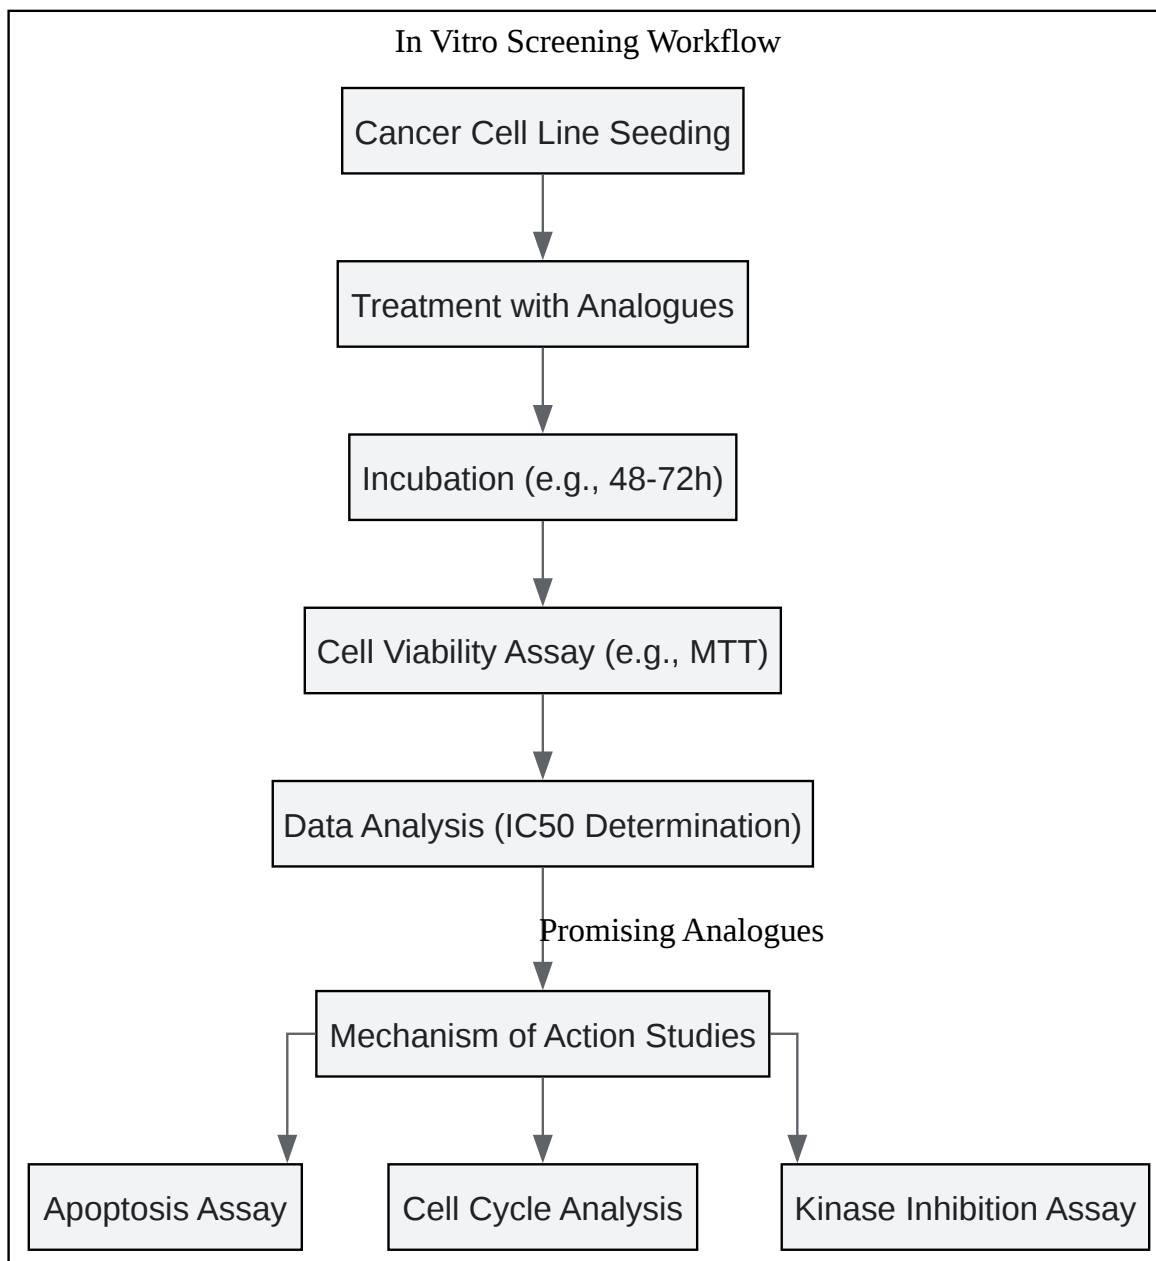 In Vitro Screening Workflow
Cancer Cell Line Seeding
Treatment with Analogues
Incubation (e.g., 48-72h)
Cell Viability Assay (e.g., MTT)
Data Analysis (IC50 Determination)
Promising Analogues
Mechanism of Action Studies
Apoptosis Assay
Cell Cycle Analysis
Kinase Inhibition Assay